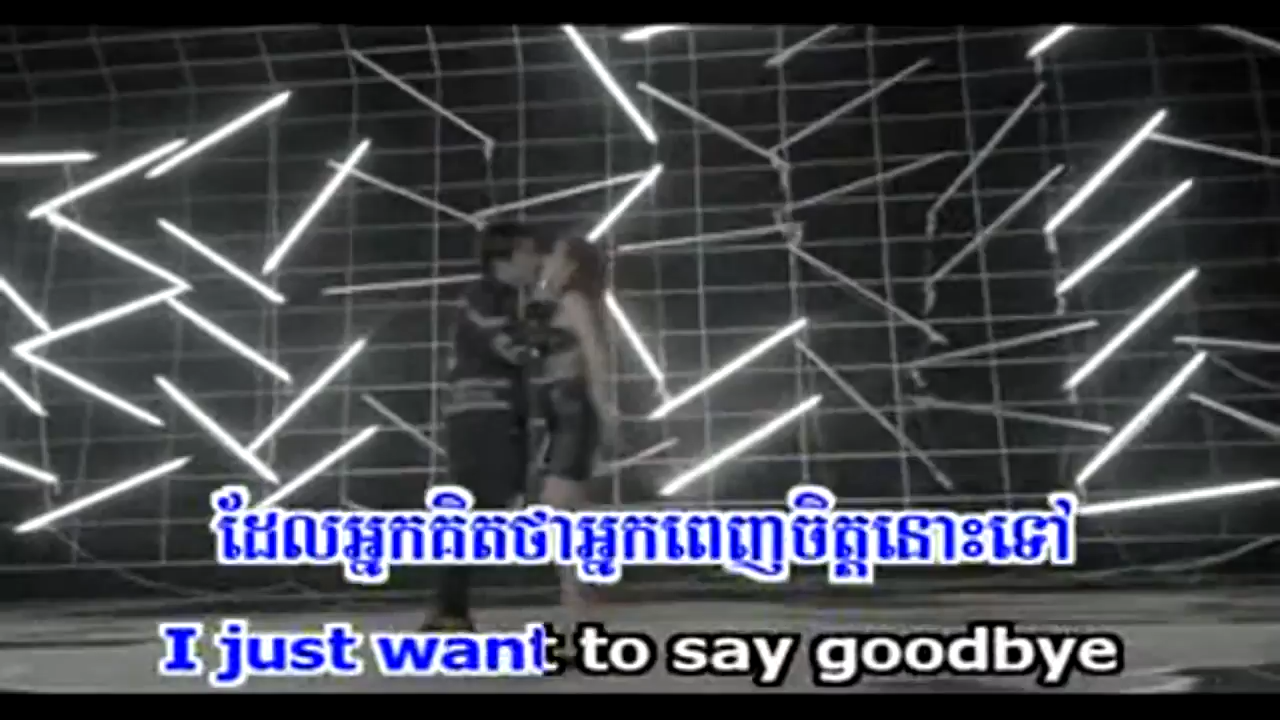 ដែលអ្នកគិតថាអ្នកពេញចិត្តនោះទៅ
I just want to say goodbye